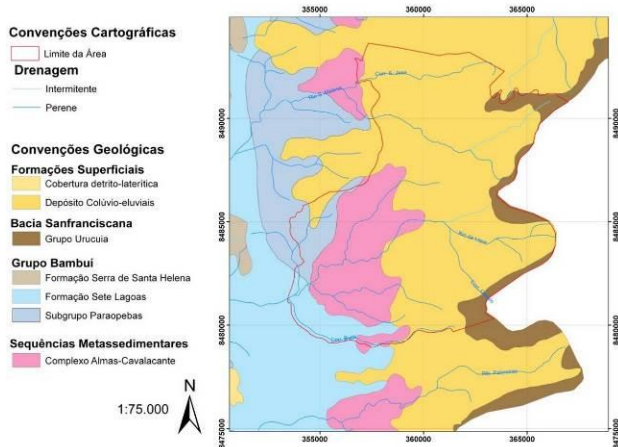 Convenções Cartográficas
Limite da Área
Drenagem
Intermitente
Perene
Convenções Geológicas
Formações Superficiais
Cobertura detrito-laterítica
Depósito Colúvio-eluviais
Bacia Sanfranciscana
Grupo Urucuia
Grupo Bambuí
Formação Serra de Santa Helena
Formação Sete Lagoas
Subgrupo Paraopebas
Sequências Metassedimentares
Complexo Almas-Cavalacante
N
1:75.000
355000
360000
365000
8490000
8485000
8480000
8475000
355000
360000
365000